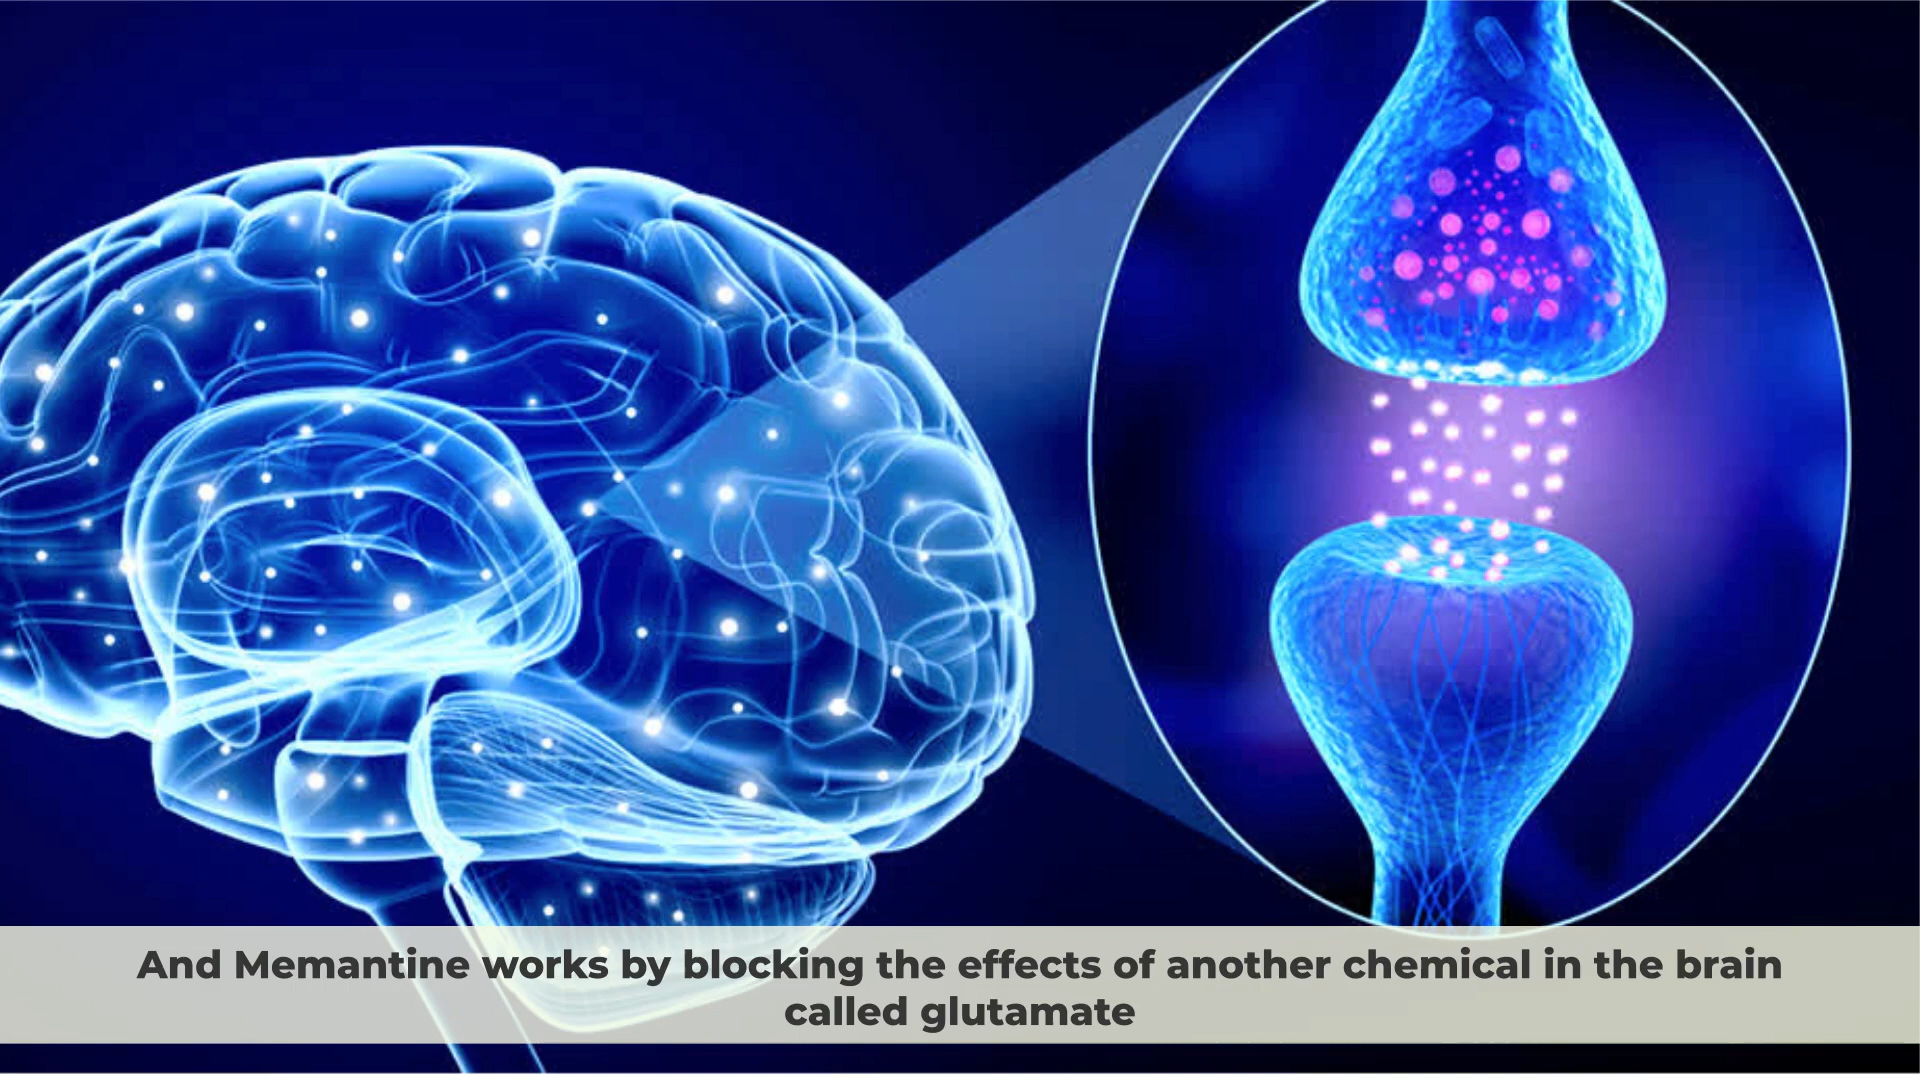 And Memantine works by blocking the effects of another chemical in the brain
called glutamate